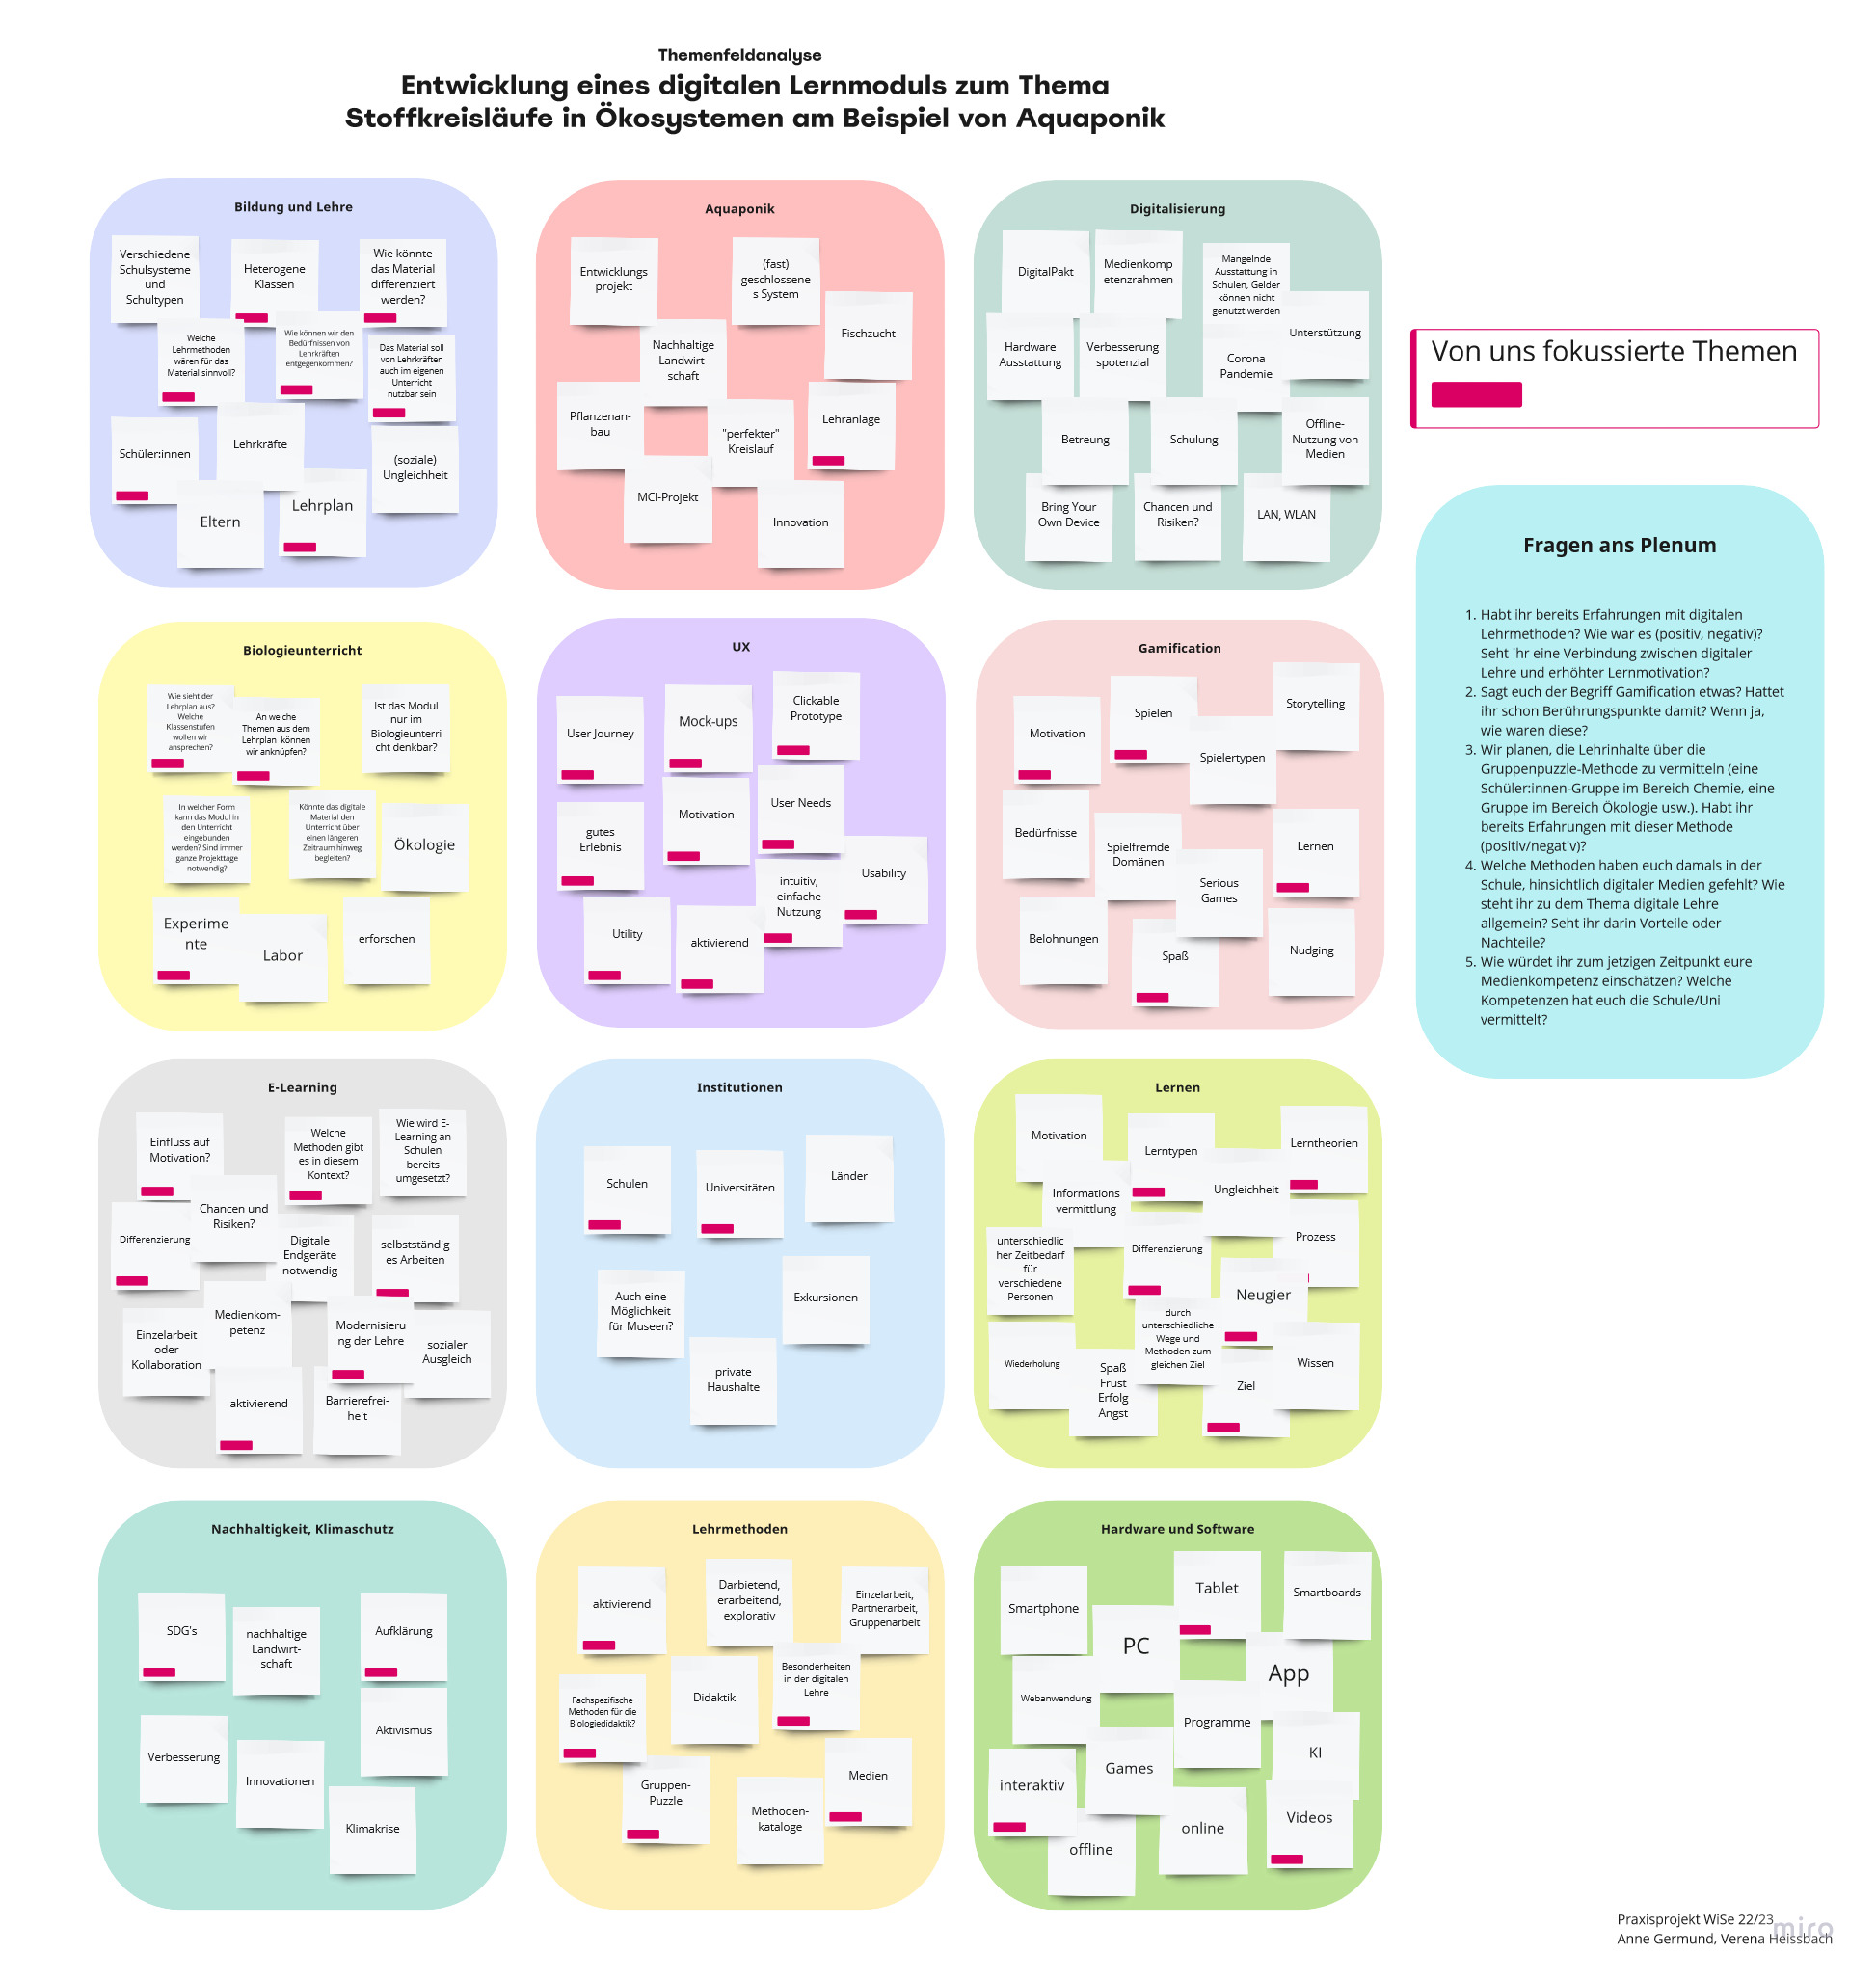 Themenfeldanalyse
Entwicklung eines digitalen Lernmoduls zum Thema
Stoffkreisläufe in Ökosystemen am Beispiel von Aquaponik
Bildung und Lehre
Verschiedene
Schulsysteme
und
Schultypen
Heterogene
Klassen
Wie könnte
das Material
differenziert
werden?
Welche
Lehrmethoden
wären für das
Material sinnvoll?
Wie können wir den
Bedürfnissen von
Lehrkräften
entgegenkommen?
Das Material soll
von Lehrkräften
auch im eigenen
Unterricht
nutzbar sein
Schüler:innen
Lehrkräfte
(soziale)
Ungleichheit
Eltern
Lehrplan
Aquaponik
Entwicklungs
projekt
(fast)
geschlossene
s System
Fischzucht
Nachhaltige
Landwirt-
schaft
Pflanzenan-
bau
"perfekter"
Kreislauf
Lehranlage
MCI-Projekt
Innovation
Digitalisierung
DigitalPakt
Medienkomp
etenzrahmen
Mangelnde
Ausstattung in
Schulen, Gelder
können nicht
genutzt werden
Unterstützung
Hardware
Ausstattung
Verbesserung
spotenzial
Corona
Pandemie
Betreung
Schulung
Offline-
Nutzung von
Medien
Bring Your
Own Device
Chancen und
Risiken?
LAN, WLAN
Von uns fokussierte Themen
Fragen ans Plenum
1. Habt ihr bereits Erfahrungen mit digitalen
Lehrmethoden? Wie war es (positiv, negativ)?
Seht ihr eine Verbindung zwischen digitaler
Lehre und erhöhter Lernmotivation?
2. Sagt euch der Begriff Gamification etwas? Hattet
ihr schon Berührungspunkte damit? Wenn ja,
wie waren diese?
3. Wir planen, die Lehrinhalte über die
Gruppenpuzzle-Methode zu vermitteln (eine
Schüler:innen-Gruppe im Bereich Chemie, eine
Gruppe im Bereich Ökologie usw.). Habt ihr
bereits Erfahrungen mit dieser Methode
(positiv/negativ)?
4. Welche Methoden haben euch damals in der
Schule, hinsichtlich digitaler Medien gefehlt? Wie
steht ihr zu dem Thema digitale Lehre
allgemein? Seht ihr darin Vorteile oder
Nachteile?
5. Wie würdet ihr zum jetzigen Zeitpunkt eure
Medienkompetenz einschätzen? Welche
Kompetenzen hat euch die Schule/Uni
vermittelt?
Biologieunterricht
Wie sieht der
Lehrplan aus?
Welche
Klassenstufen
wollen wir
ansprechen?
An welche
Themen aus dem
Lehrplan können
wir anknüpfen?
Ist das Modul
nur im
Biologieunterri
cht denkbar?
In welcher Form
kann das Modul in
den Unterricht
eingebunden
werden? Sind immer
ganze Projekttage
notwendig?
Könnte das digitale
Material den
Unterricht über
einen längeren
Zeitraum hinweg
begleiten?
Ökologie
Experime
nte
Labor
erforschen
UX
User Journey
Mock-ups
Clickable
Prototype
gutes
Erlebnis
Motivation
User Needs
intuitiv,
einfache
Nutzung
Usability
Utility
aktivierend
Gamification
Motivation
Spielen
Storytelling
Spielertypen
Bedürfnisse
Spielfremde
Domänen
Serious
Games
Lernen
Belohnungen
Spaß
Nudging
E-Learning
Einfluss auf
Motivation?
Welche
Methoden gibt
es in diesem
Kontext?
Wie wird E-
Learning an
Schulen
bereits
umgesetzt?
Differenzierung
Chancen und
Risiken?
Digitale
Endgeräte
notwendig
selbstständig
es Arbeiten
Einzelarbeit
oder
Kollaboration
Medienkom-
petenz
Modernisieru
ng der Lehre
sozialer
Ausgleich
aktivierend
Barrierefrei-
heit
Institutionen
Schulen
Universitäten
Länder
Auch eine
Möglichkeit
für Museen?
Exkursionen
private
Haushalte
Lernen
Motivation
Lerntypen
Lerntheorien
Informations
vermittlung
Ungleichheit
unterschiedlic
her Zeitbedarf
für
verschiedene
Personen
Differenzierung
Prozess
Neugier
Wiederholung
Spaß
Frust
Erfolg
Angst
durch
unterschiedliche
Wege und
Methoden zum
gleichen Ziel
Ziel
Wissen
Nachhaltigkeit, Klimaschutz
SDG's
nachhaltige
Landwirt-
schaft
Aufklärung
Verbesserung
Innovationen
Aktivismus
Klimakrise
Lehrmethoden
aktivierend
Darbietend,
erarbeitend,
explorativ
Einzelarbeit,
Partnerarbeit,
Gruppenarbeit
Fachspezifische
Methoden für die
Biologiedidaktik?
Didaktik
Besonderheiten
in der digitalen
Lehre
Gruppen-
Puzzle
Methoden-
kataloge
Medien
Hardware und Software
Smartphone
PC
Tablet
Smartboards
Webanwendung
App
Programme
KI
interaktiv
Games
offline
online
Videos
Praxisprojekt WiSe 22/23
Anne Germund, Verena Heissbach
miro